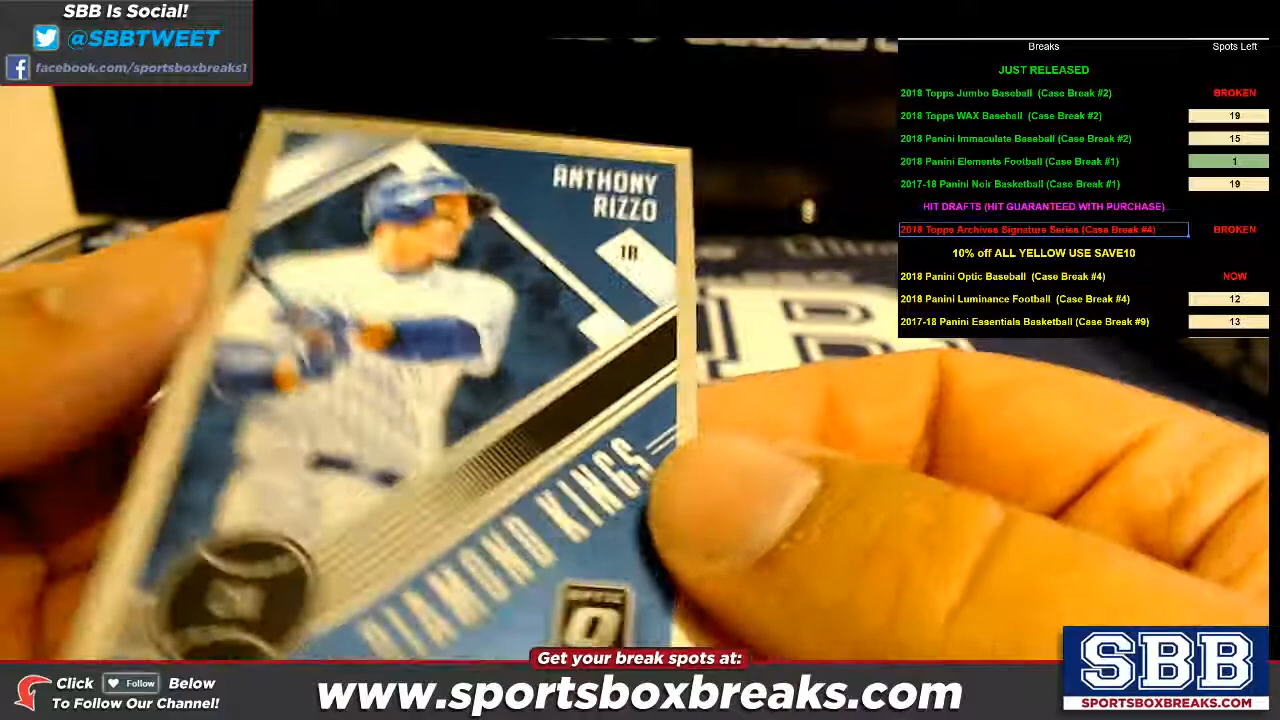 SBB Is Social!
@SBBTWEET
facebook.com/sportsboxbreaks1
Breaks Spots Left
JUST RELEASED
2018 Topps Jumbo Baseball (Case Break #2) BROKEN
2018 Topps WAX Baseball (Case Break #2) 19
2018 Panini Immaculate Baseball (Case Break #2) 15
2018 Panini Elements Football (Case Break #1) 1
2017-18 Panini Noir Basketball (Case Break #1) 19
HIT DRAFTS (HIT GUARANTEED WITH PURCHASE)
2018 Topps Archives Signature Series (Case Break #4) BROKEN
10% off ALL YELLOW USE SAVE10
2018 Panini Optic Baseball (Case Break #4) NOW
2018 Panini Luminance Football (Case Break #4) 12
2017-18 Panini Essentials Basketball (Case Break #9) 13
ANTHONY
RIZZO
1B
DIAMOND KINGS
Get your break spots at:
www.sportsboxbreaks.com
Click Follow Below
To Follow Our Channel!
SBB
SPORTSBOXBREAKS.COM